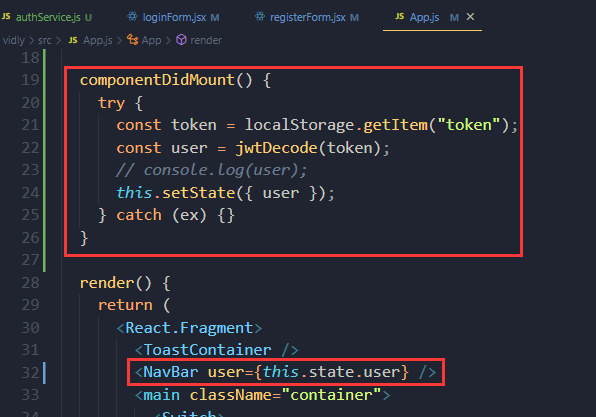 JS authService.js U loginForm.jsx M registerForm.jsx M JS App.js M ×
vidly > src > JS App.js > App > render
18
19 componentDidMount() {
20 try {
21 const token = localStorage.getItem("token");
22 const user = jwtDecode(token);
23 // console.log(user);
24 this.setState({ user });
25 } catch (ex) {}
26 }
27
28 render() {
29 return (
30 <React.Fragment>
31 <ToastContainer />
32 <NavBar user={this.state.user} />
33 <main className="container">
<Switch>